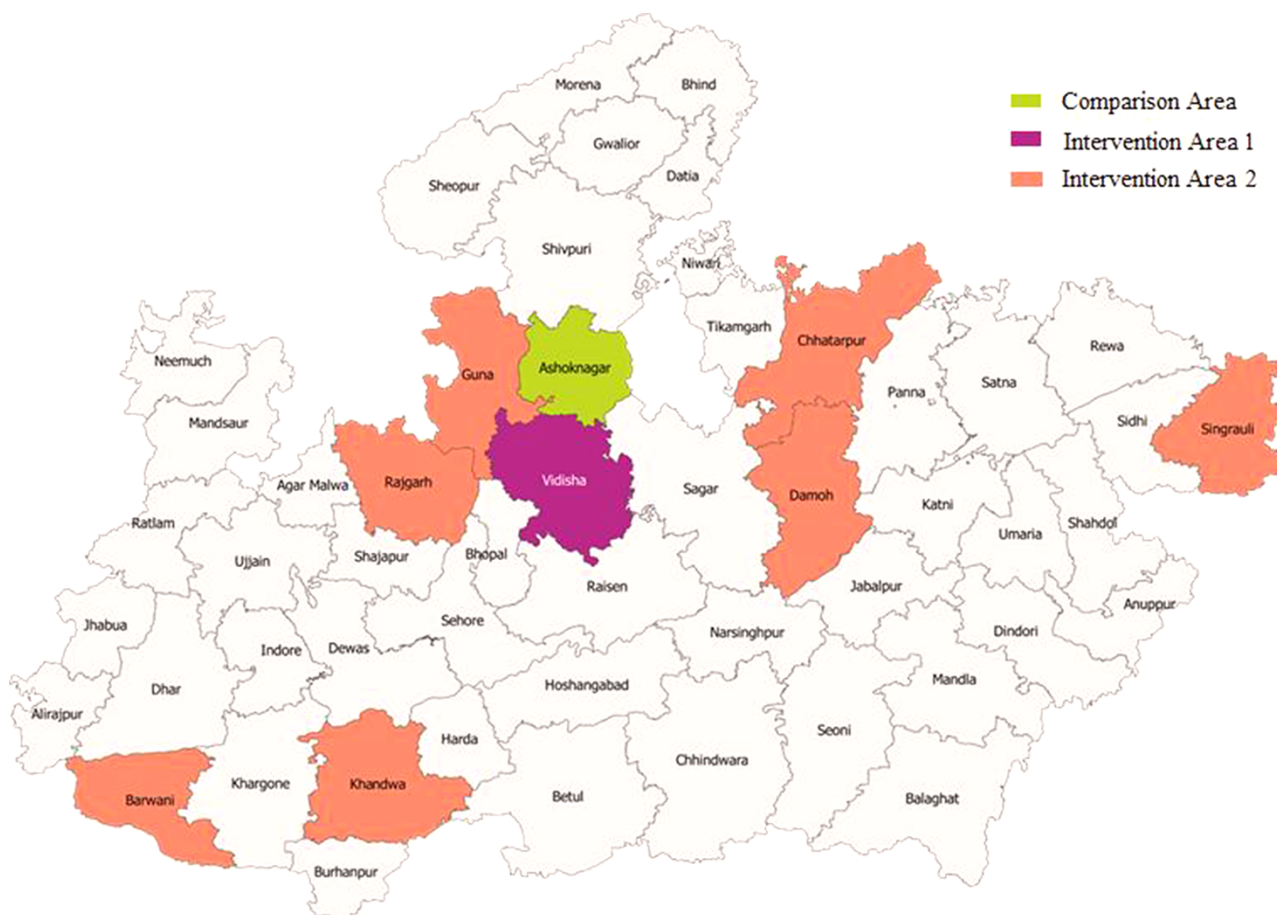 Morena
Bhind
Comparison Area
Gwalior
Intervention Area 1
Datia
Intervention Area 2
Sheopur
Shivpuri
Niwari
Tikamgarh
Chhatarpur
Rewa
Neemuch
Guna
Ashoknagar
Satna
Panna
Mandsaur
Sidhi
Singrauli
Agar Malwa
Rajgarh
Vidisha
Sagar
Damoh
Katni
Ratlam
Shahdol
Umaria
Ujjain
Shajapur
Bhopal
Raisen
Jabalpur
Anuppur
Jhabua
Sehore
Narsinghpur
Dindori
Indore
Dewas
Dhar
Hoshangabad
Mandla
Alirajpur
Harda
Seoni
Chhindwara
Khargone
Khandwa
Barwani
Betul
Balaghat
Burhanpur